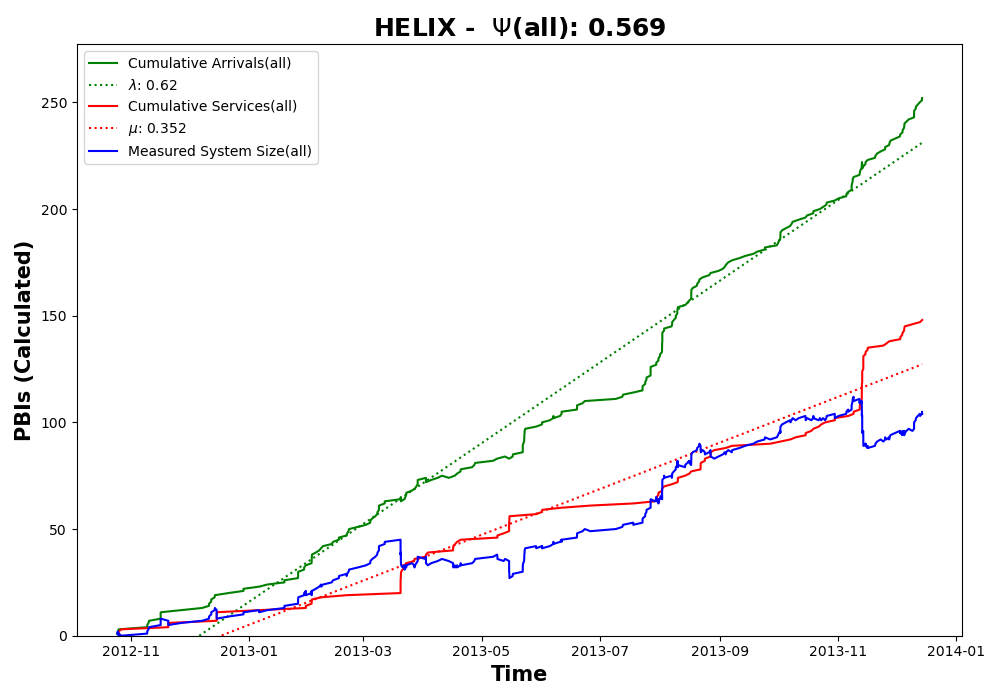 HELIX - Ψ(all): 0.569
Cumulative Arrivals(all)
λ: 0.62
Cumulative Services(all)
μ: 0.352
Measured System Size(all)
PBIs (Calculated)
250
200
150
100
50
0
2012-11 2013-01 2013-03 2013-05 2013-07 2013-09 2013-11 2014-01
Time